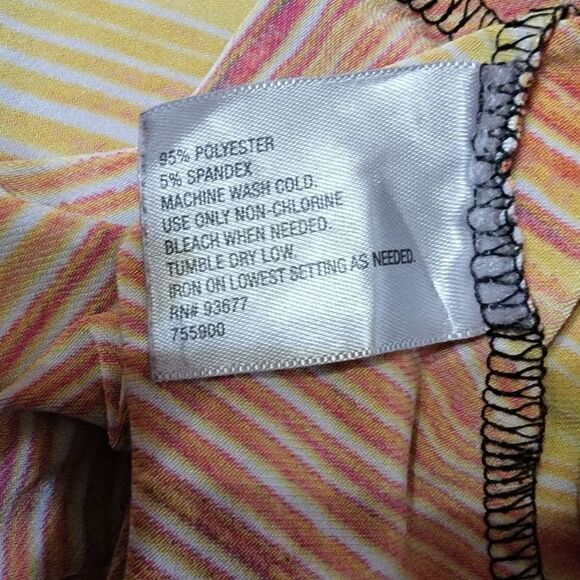 95% POLYESTER
5% SPANDEX
MACHINE WASH COLD.
USE ONLY NON-CHLORINE
BLEACH WHEN NEEDED.
TUMBLE DRY LOW.
IRON ON LOWEST SETTING AS NEEDED.
RN# 93677
755900